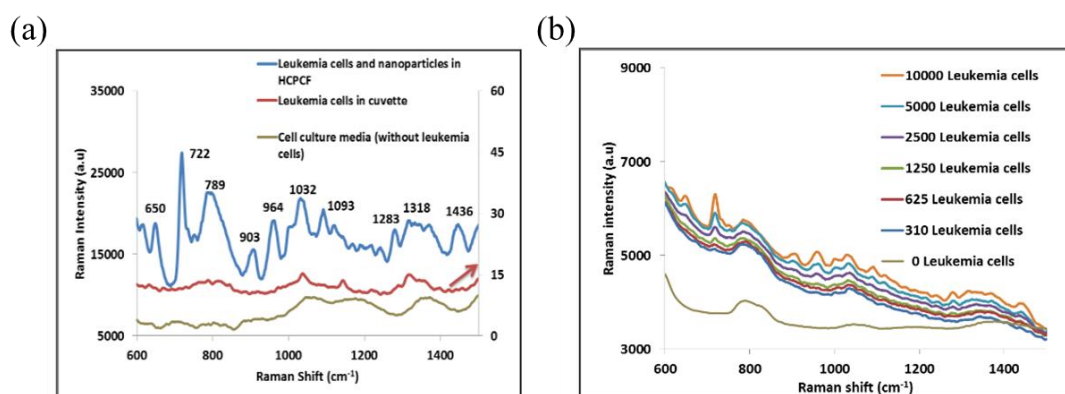 (a)
Leukemia cells and nanoparticles in
HCPCF
Leukemia cells in cuvette
Cell culture media (without leukemia
cells)
35000
25000
15000
5000
60
45
30
15
0
650
722
789
903
964
1032
1093
1283
1318
1436
600
800
1000
1200
1400
Raman Intensity (a.u)
Raman Shift (cm⁻¹)
(b)
9000
7000
5000
3000
10000 Leukemia cells
5000 Leukemia cells
2500 Leukemia cells
1250 Leukemia cells
625 Leukemia cells
310 Leukemia cells
0 Leukemia cells
600
800
1000
1200
1400
Raman intensity (a.u)
Raman shift (cm⁻¹)